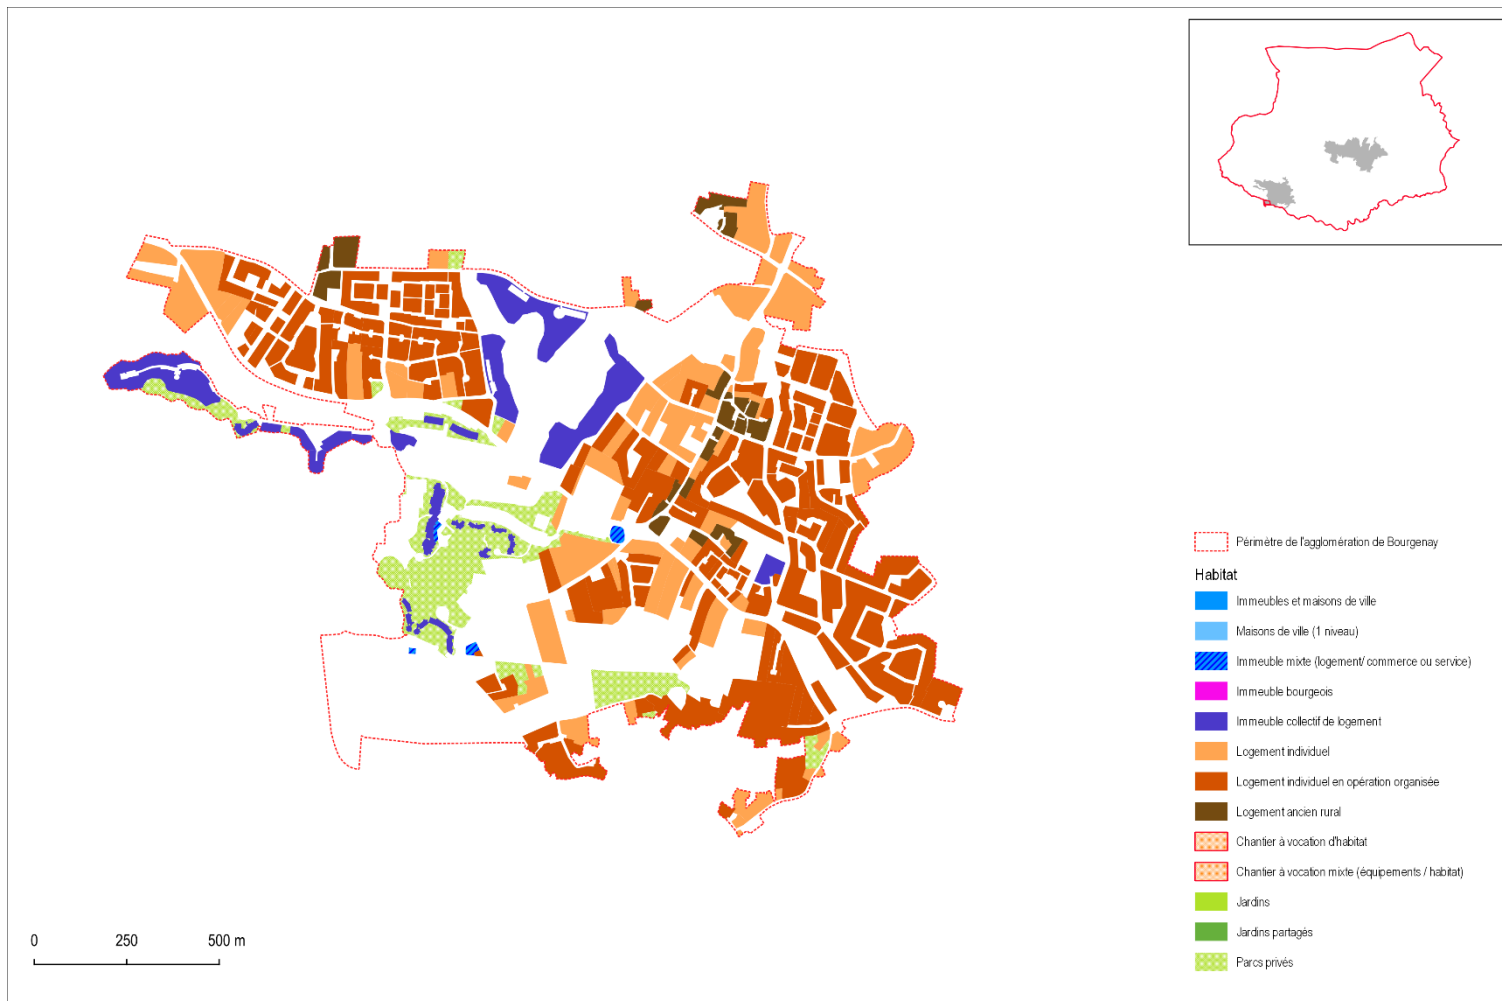 Périmètre de l'agglomération de Bourgenay
Habitat
Immeubles et maisons de ville
Maisons de ville (1 niveau)
Immeuble mixte (logement/ commerce ou service)
Immeuble bourgeois
Immeuble collectif de logement
Logement individuel
Logement individuel en opération organisée
Logement ancien rural
Chantier à vocation d'habitat
Chantier à vocation mixte (équipements / habitat)
Jardins
Jardins partagés
Parcs privés
0 250 500 m